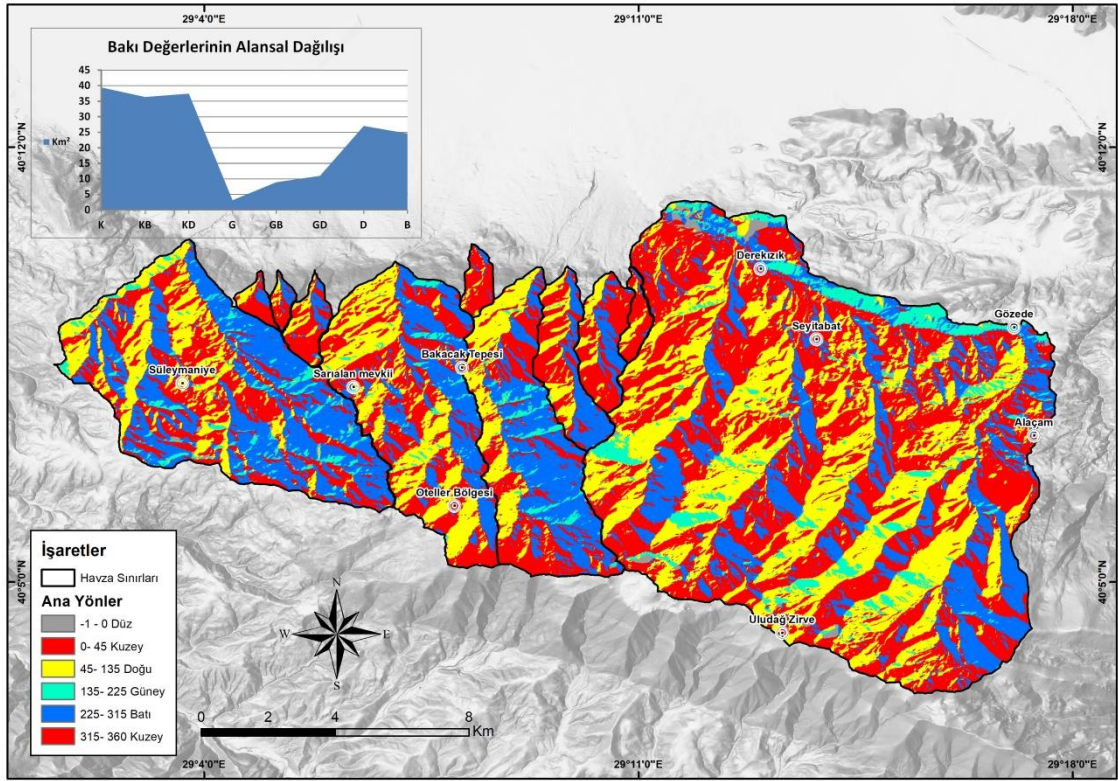 29°4'0"E
29°11'0"E
29°18'0"E
Bakı Değerlerinin Alansal Dağılışı
45
40
35
30
25
20
15
10
5
0
Km²
K
KB
KD
G
GB
GD
D
B
40°12'0"N
40°12'0"N
Derekızık
Gözede
Seyitabat
Bakacak Tepesi
Süleymaniye
Sarıalan mevkii
Alaçam
Oteller Bölgesi
Uludağ Zirve
40°5'0"N
40°5'0"N
İşaretler
Havza Sınırları
Ana Yönler
-1 - 0 Düz
0- 45 Kuzey
45- 135 Doğu
135- 225 Güney
225- 315 Batı
315- 360 Kuzey
N
W
E
S
0
2
4
8
Km
29°4'0"E
29°11'0"E
29°18'0"E